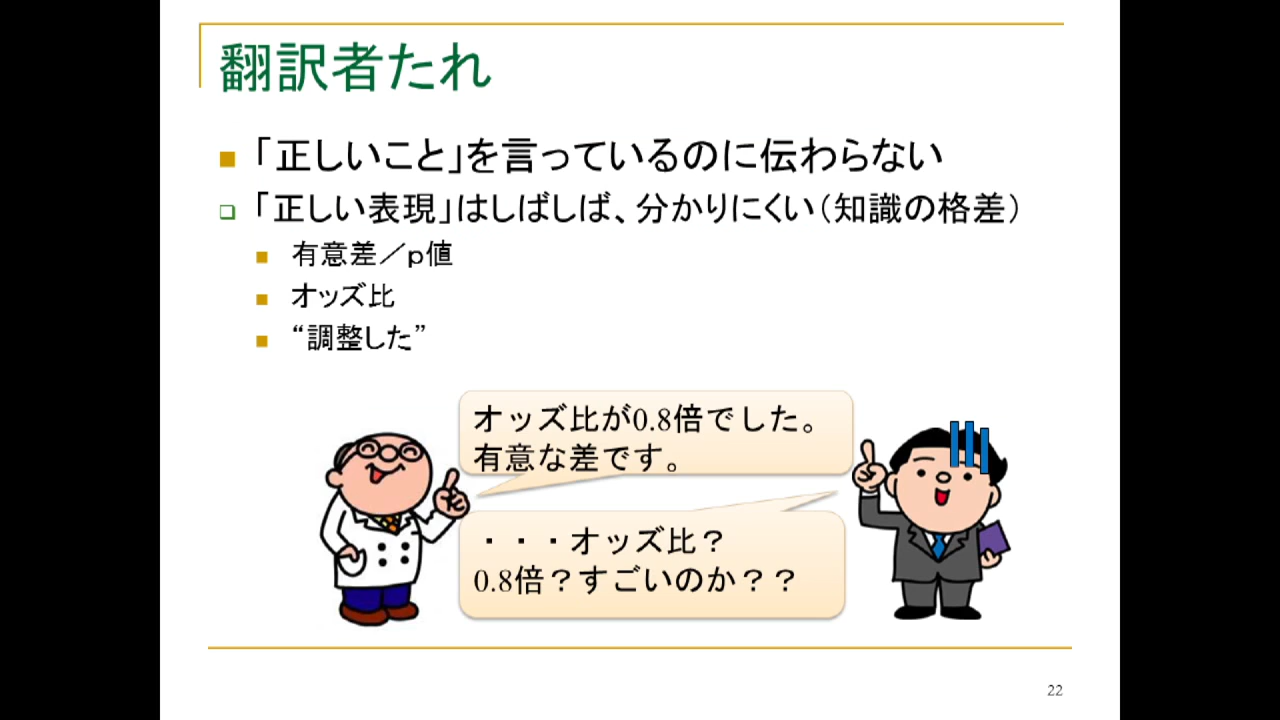 翻訳者たれ
「正しいこと」を言っているのに伝わらない
「正しい表現」はしばしば、分かりにくい(知識の格差)
有意差/p値
オッズ比
“調整した”
オッズ比が0.8倍でした。
有意な差です。
・・・オッズ比?
0.8倍?すごいのか??
22